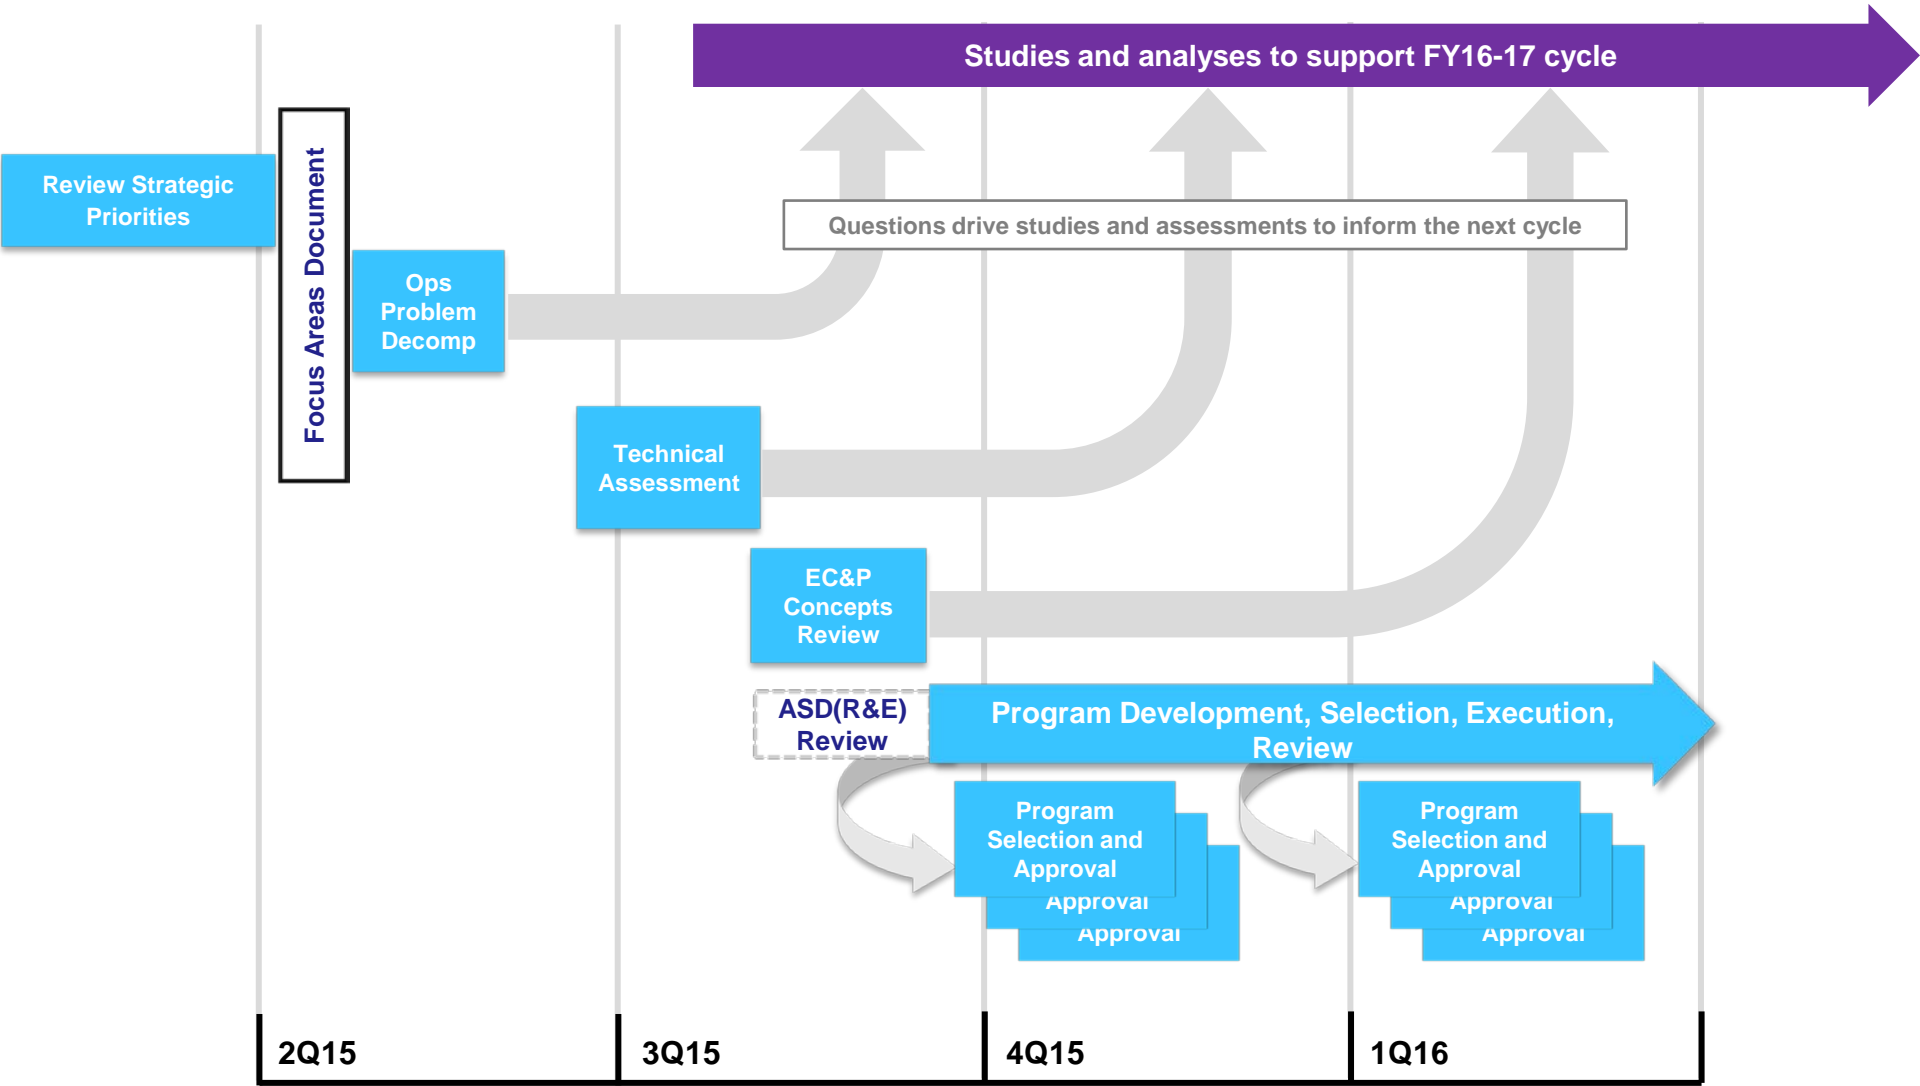 Studies and analyses to support FY16-17 cycle
Review Strategic
Priorities
Focus Areas Document
Questions drive studies and assessments to inform the next cycle
Ops
Problem
Decomp
Technical
Assessment
EC&P
Concepts
Review
ASD(R&E)
Review
Program Development, Selection, Execution,
Review
Program
Selection and
Approval
Approval
Approval
Program
Selection and
Approval
Approval
Approval
2Q15
3Q15
4Q15
1Q16